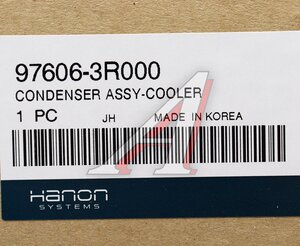 97606-3R000
CONDENSER ASSY-COOLER
1 PC JH MADE IN KOREA
Hanon
SYSTEMS